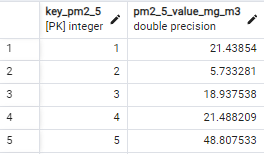 key_pm2_5 pm2_5_value_mg_m3
[PK] integer double precision
1 1 21.43854
2 2 5.733281
3 3 18.937538
4 4 21.488209
5 5 48.807533